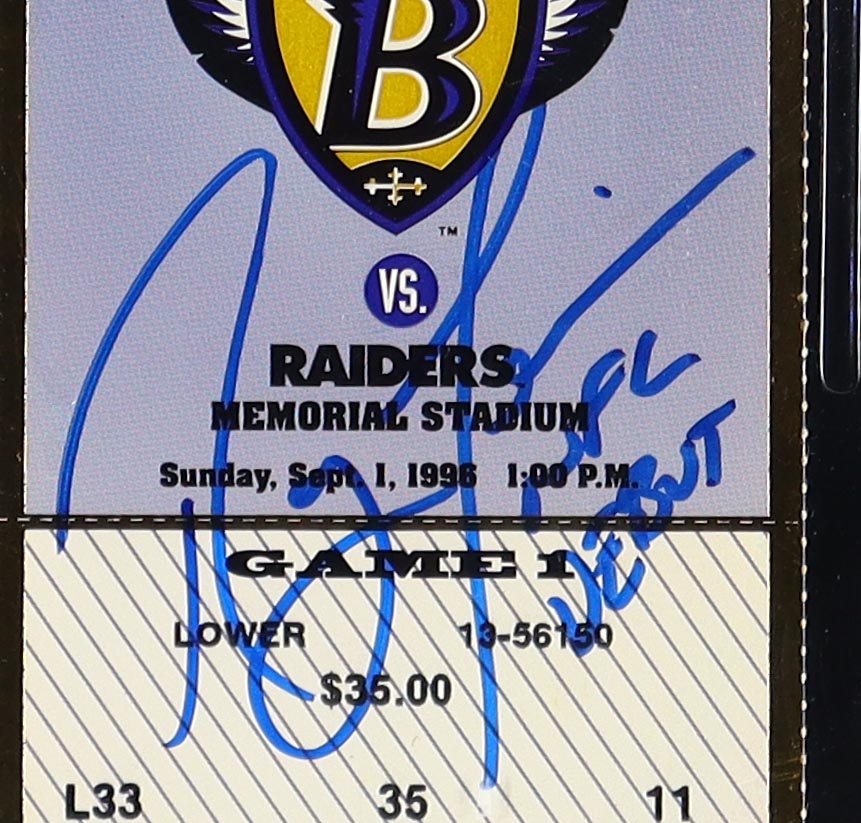 B
TM
VS.
RAIDERS
MEMORIAL STADIUM
Sunday, Sept. 1, 1996 1:00 P.M.
NFL
DEBUT
GAME 1
LOWER 13-56150
$35.00
L33 35 11